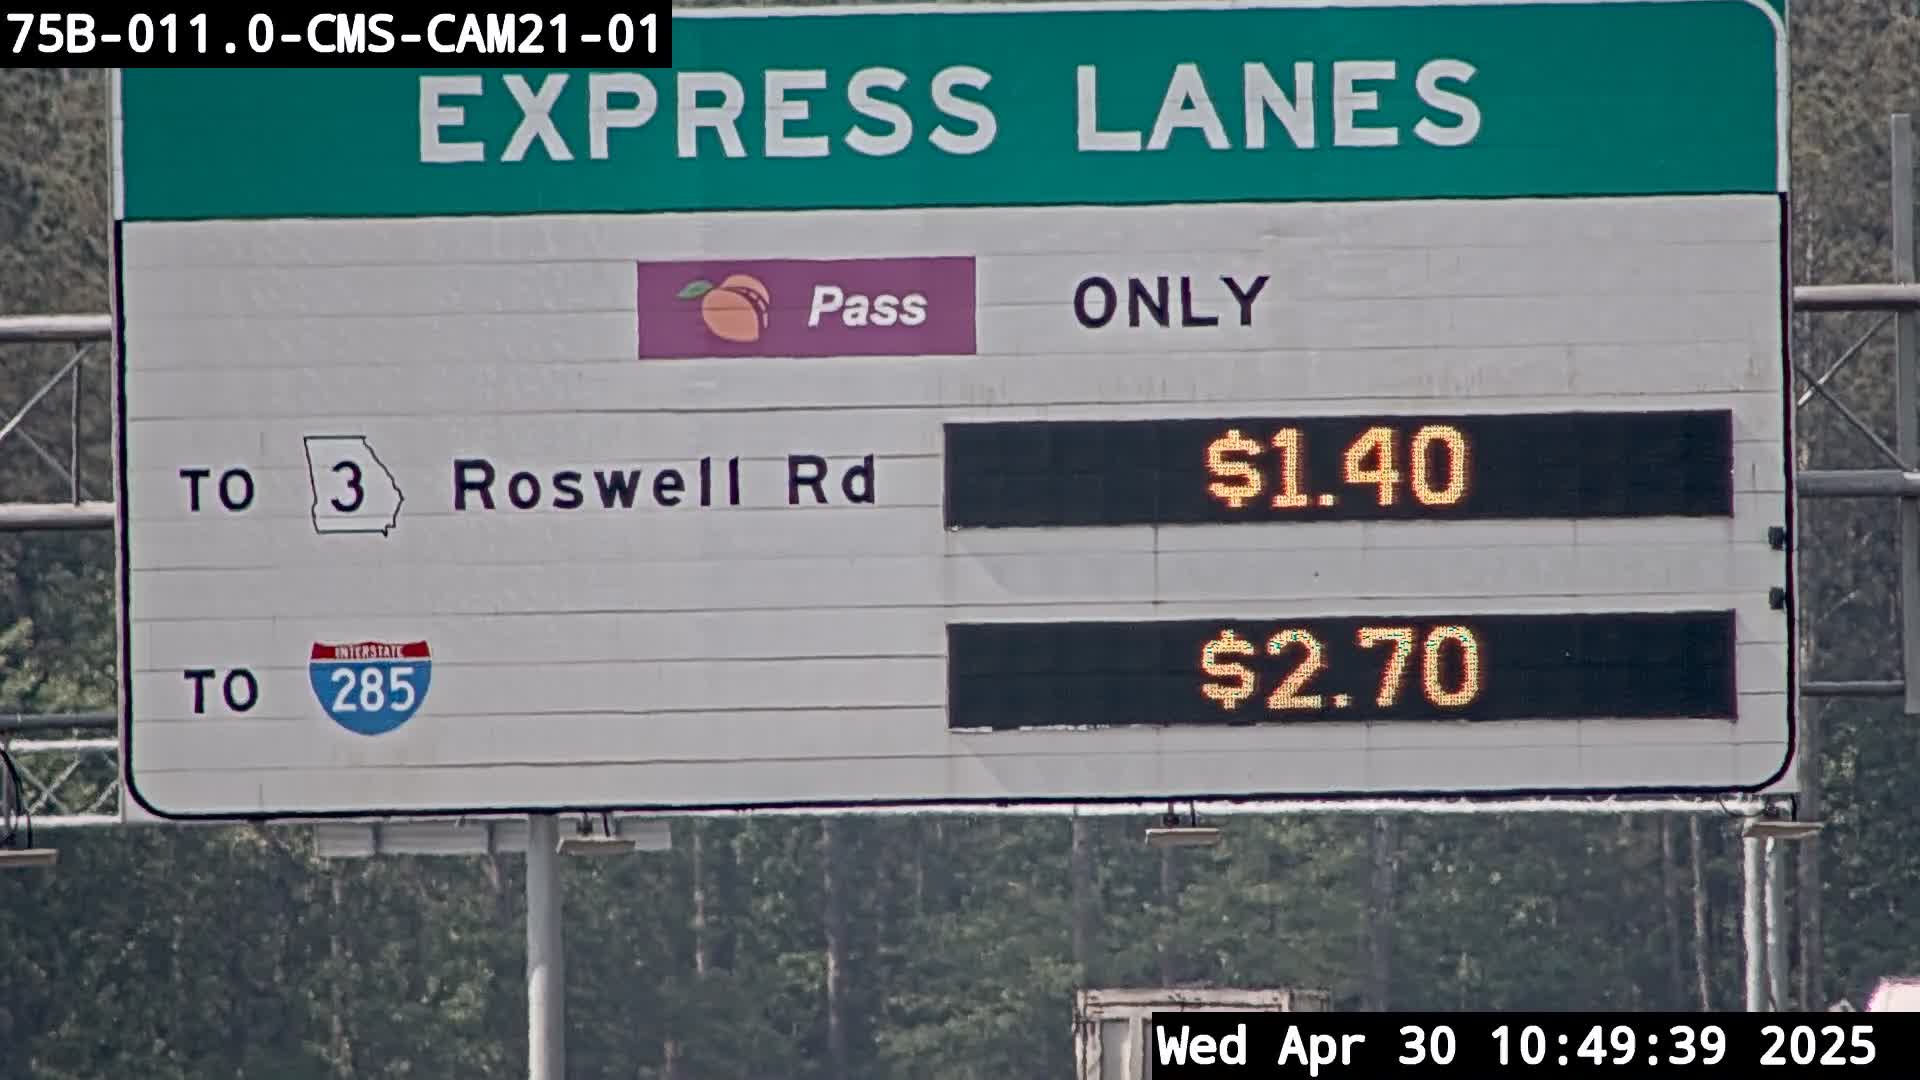 75B-011.0-CMS-CAM21-01
EXPRESS LANES
Pass ONLY
TO 3 Roswell Rd $1.40
INTERSTATE
TO 285 $2.70
Wed Apr 30 10:49:39 2025